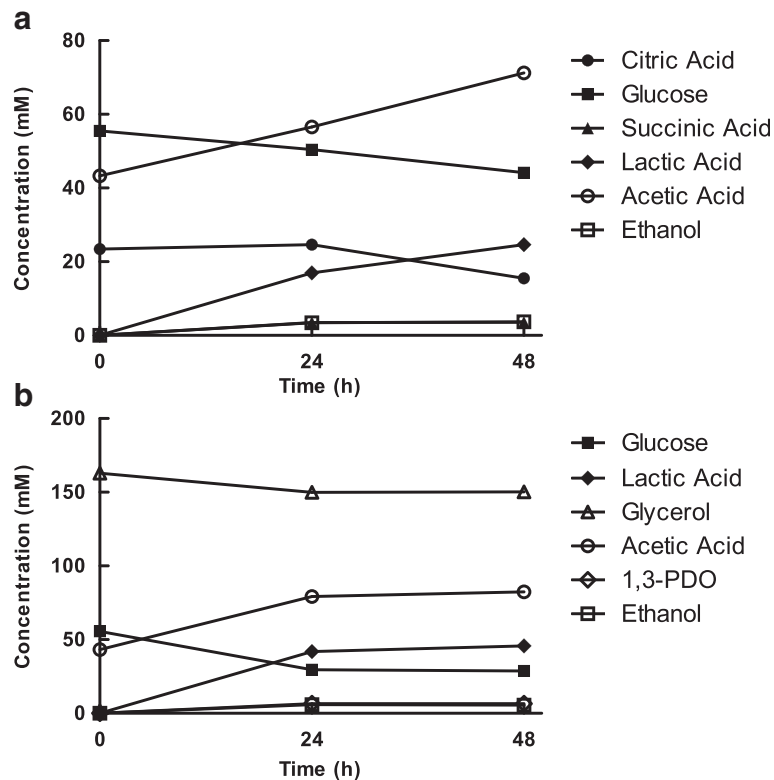 a
80
60
40
20
0
Concentration (mM)
0 24 48
Time (h)
Citric Acid
Glucose
Succinic Acid
Lactic Acid
Acetic Acid
Ethanol
b
200
150
100
50
0
Concentration (mM)
0 24 48
Time (h)
Glucose
Lactic Acid
Glycerol
Acetic Acid
1,3-PDO
Ethanol